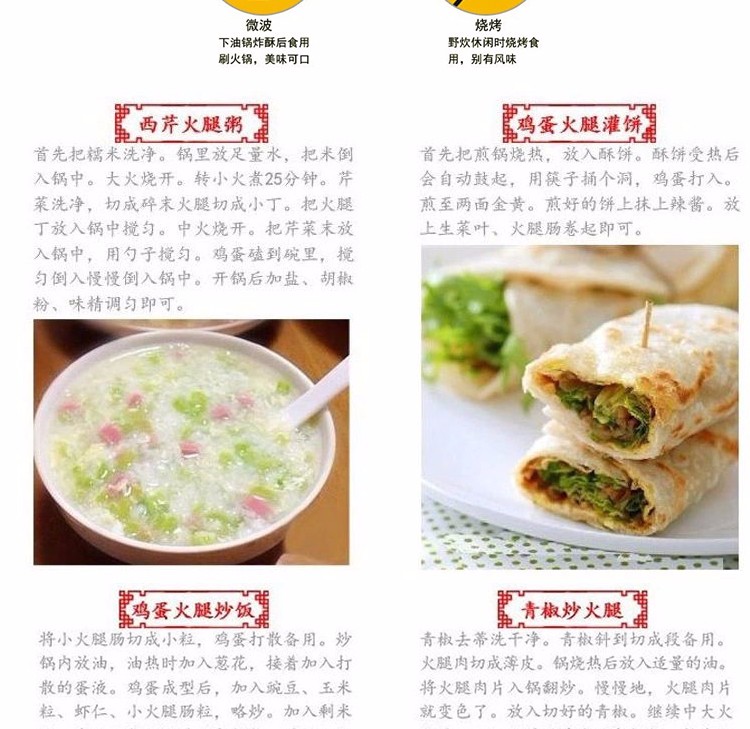 微波
下油锅炸酥后食用
刷火锅，美味可口
烧烤
野炊休闲时烧烤食
用，别有风味
西芹火腿粥
首先把糯米洗净。锅里放足量水，把米倒
入锅中。大火烧开。转小火煮25分钟。芹
菜洗净，切成碎末火腿切成小丁。把火腿
丁放入锅中搅匀。中火烧开。把芹菜末放
入锅中，用勺子搅匀。鸡蛋磕到碗里，搅
匀倒入慢慢倒入锅中。开锅后加盐、胡椒
粉、味精调匀即可。
鸡蛋火腿灌饼
首先把煎锅烧热，放入酥饼。酥饼受热后
会自动鼓起，用筷子捅个洞，鸡蛋打入。
煎至两面金黄。煎好的饼上抹上辣酱。放
上生菜叶、火腿肠卷起即可。
鸡蛋火腿炒饭
将小火腿肠切成小粒，鸡蛋打散备用。炒
锅内放油，油热时加入葱花，接着加入打
散的蛋液。鸡蛋成型后，加入豌豆、玉米
粒、虾仁、小火腿肠粒，略炒。加入剩米
青椒炒火腿
青椒去蒂洗干净。青椒斜到切成段备用。
火腿肉切成薄皮。锅烧热后放入适量的油。
将火腿肉片入锅翻炒。慢慢地，火腿肉片
就变色了。放入切好的青椒。继续中大火